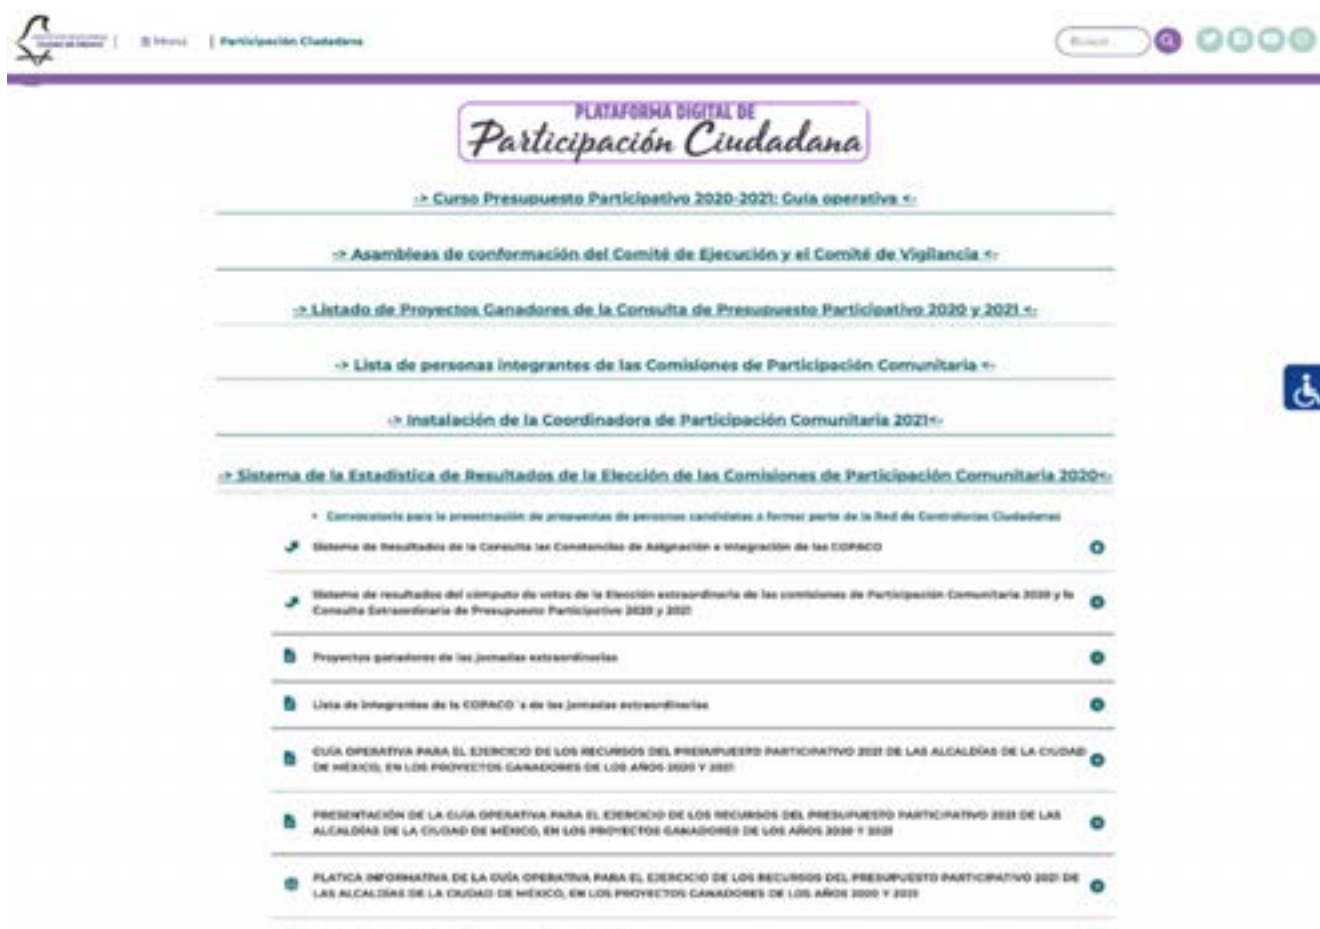 INSTITUTO ELECTORAL
CIUDAD DE MÉXICO
Menú
Participación Ciudadana
Buscar...
PLATAFORMA DIGITAL DE
Participación Ciudadana
-> Curso Presupuesto Participativo 2020-2021: Guía operativa <-
-> Asambleas de conformación del Comité de Ejecución y el Comité de Vigilancia <-
-> Listado de Proyectos Ganadores de la Consulta de Presupuesto Participativo 2020 y 2021 <-
-> Lista de personas integrantes de las Comisiones de Participación Comunitaria <-
-> Instalación de la Coordinadora de Participación Comunitaria 2021<-
-> Sistema de la Estadística de Resultados de la Elección de las Comisiones de Participación Comunitaria 2020<-
• Convocatoria para la presentación de propuestas de personas candidatas a formar parte de la Red de Contralorías Ciudadanas
Sistema de Resultados de la Consulta las Constancias de Asignación e Integración de las COPACO
Sistema de resultados del cómputo de votos de la Elección extraordinaria de las comisiones de Participación Comunitaria 2020 y la
Consulta Extraordinaria de Presupuesto Participativo 2020 y 2021
Proyectos ganadores de las jornadas extraordinarias
Lista de integrantes de la COPACO´s de las jornadas extraordinarias
GUÍA OPERATIVA PARA EL EJERCICIO DE LOS RECURSOS DEL PRESUPUESTO PARTICIPATIVO 2021 DE LAS ALCALDÍAS DE LA CIUDAD
DE MÉXICO, EN LOS PROYECTOS GANADORES DE LOS AÑOS 2020 Y 2021
PRESENTACIÓN DE LA GUÍA OPERATIVA PARA EL EJERCICIO DE LOS RECURSOS DEL PRESUPUESTO PARTICIPATIVO 2021 DE LAS
ALCALDÍAS DE LA CIUDAD DE MÉXICO, EN LOS PROYECTOS GANADORES DE LOS AÑOS 2020 Y 2021
PLATICA INFORMATIVA DE LA GUÍA OPERATIVA PARA EL EJERCICIO DE LOS RECURSOS DEL PRESUPUESTO PARTICIPATIVO 2021 DE
LAS ALCALDÍAS DE LA CIUDAD DE MÉXICO, EN LOS PROYECTOS GANADORES DE LOS AÑOS 2020 Y 2021